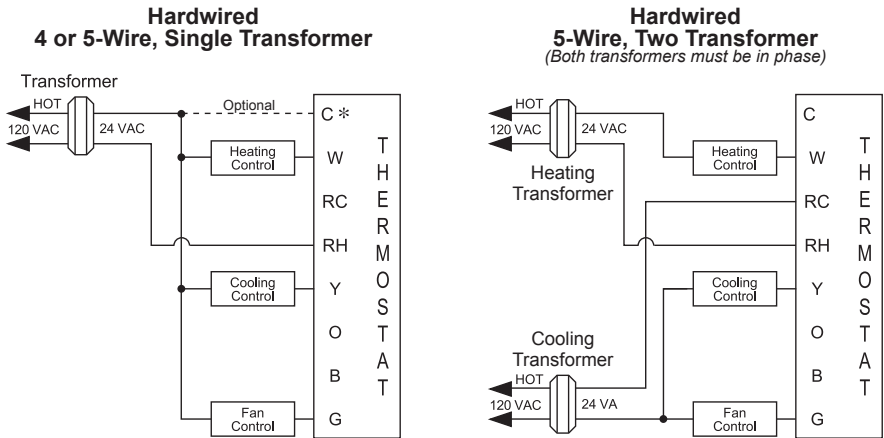 Hardwired
4 or 5-Wire, Single Transformer
Transformer
HOT
120 VAC
24 VAC
Optional
C *
Heating
Control
W
RC
RH
Cooling
Control
Y
O
B
Fan
Control
G
THERMOSTAT
Hardwired
5-Wire, Two Transformer
(Both transformers must be in phase)
HOT
120 VAC
24 VAC
Heating
Transformer
C
Heating
Control
W
RC
RH
Cooling
Control
Y
O
B
Cooling
Transformer
HOT
120 VAC
24 VA
Fan
Control
G
THERMOSTAT